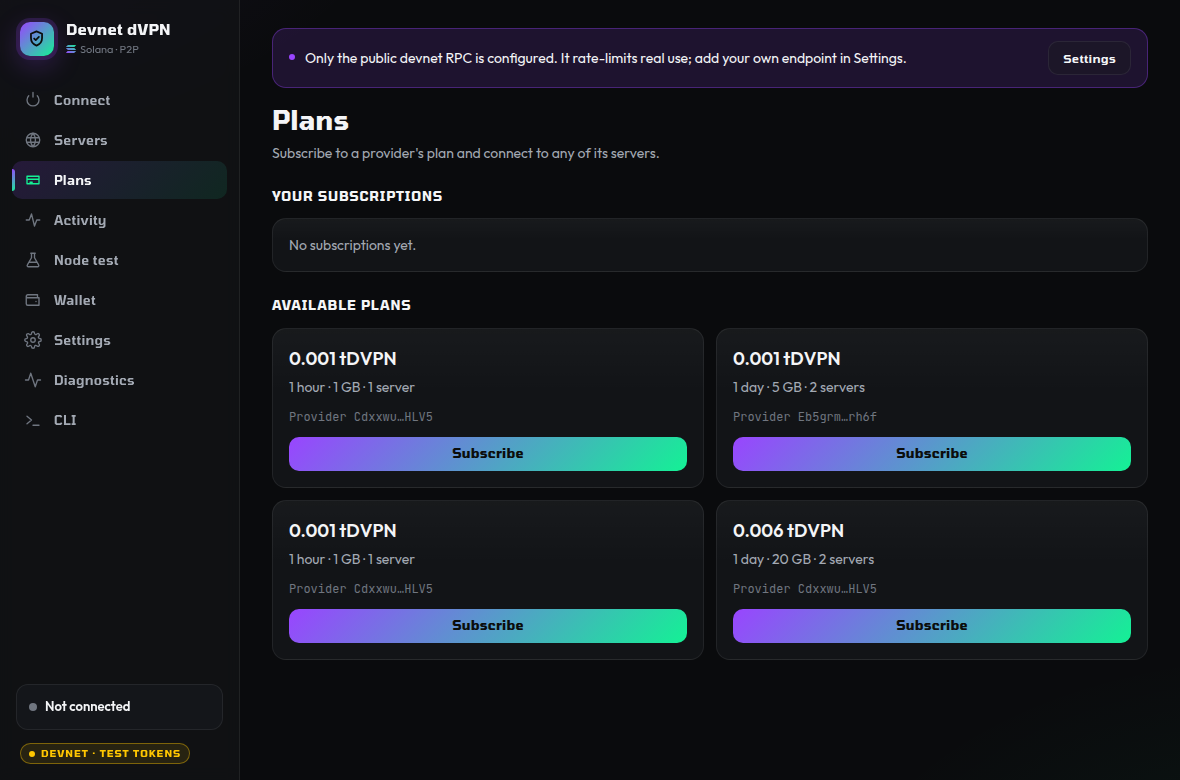 Devnet dVPN
Solana · P2P
Connect
Servers
Plans
Activity
Node test
Wallet
Settings
Diagnostics
CLI
Not connected
DEVNET · TEST TOKENS
Only the public devnet RPC is configured. It rate-limits real use; add your own endpoint in Settings.
Settings
Plans
Subscribe to a provider's plan and connect to any of its servers.
YOUR SUBSCRIPTIONS
No subscriptions yet.
AVAILABLE PLANS
0.001 tDVPN
1 hour · 1 GB · 1 server
Provider Cdxxwu…HLV5
Subscribe
0.001 tDVPN
1 day · 5 GB · 2 servers
Provider Eb5grm…rh6f
Subscribe
0.001 tDVPN
1 hour · 1 GB · 1 server
Provider Cdxxwu…HLV5
Subscribe
0.006 tDVPN
1 day · 20 GB · 2 servers
Provider Cdxxwu…HLV5
Subscribe